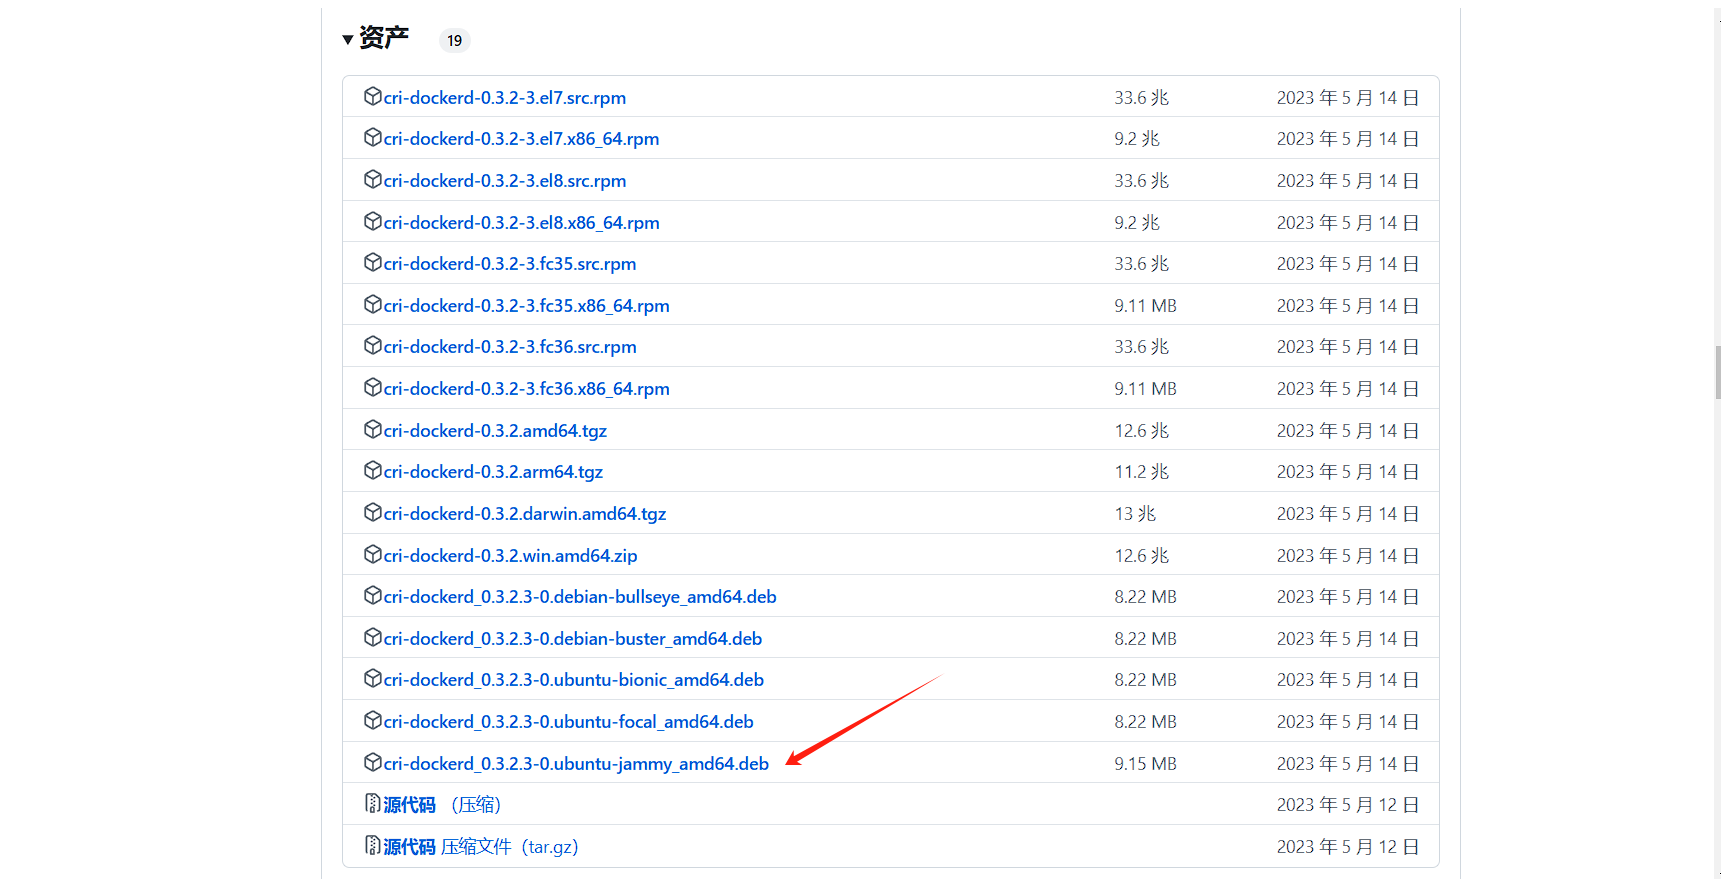 资产 19
cri-dockerd-0.3.2-3.el7.src.rpm 33.6 兆 2023 年 5 月 14 日
cri-dockerd-0.3.2-3.el7.x86_64.rpm 9.2 兆 2023 年 5 月 14 日
cri-dockerd-0.3.2-3.el8.src.rpm 33.6 兆 2023 年 5 月 14 日
cri-dockerd-0.3.2-3.el8.x86_64.rpm 9.2 兆 2023 年 5 月 14 日
cri-dockerd-0.3.2-3.fc35.src.rpm 33.6 兆 2023 年 5 月 14 日
cri-dockerd-0.3.2-3.fc35.x86_64.rpm 9.11 MB 2023 年 5 月 14 日
cri-dockerd-0.3.2-3.fc36.src.rpm 33.6 兆 2023 年 5 月 14 日
cri-dockerd-0.3.2-3.fc36.x86_64.rpm 9.11 MB 2023 年 5 月 14 日
cri-dockerd-0.3.2.amd64.tgz 12.6 兆 2023 年 5 月 14 日
cri-dockerd-0.3.2.arm64.tgz 11.2 兆 2023 年 5 月 14 日
cri-dockerd-0.3.2.darwin.amd64.tgz 13 兆 2023 年 5 月 14 日
cri-dockerd-0.3.2.win.amd64.zip 12.6 兆 2023 年 5 月 14 日
cri-dockerd_0.3.2.3-0.debian-bullseye_amd64.deb 8.22 MB 2023 年 5 月 14 日
cri-dockerd_0.3.2.3-0.debian-buster_amd64.deb 8.22 MB 2023 年 5 月 14 日
cri-dockerd_0.3.2.3-0.ubuntu-bionic_amd64.deb 8.22 MB 2023 年 5 月 14 日
cri-dockerd_0.3.2.3-0.ubuntu-focal_amd64.deb 8.22 MB 2023 年 5 月 14 日
cri-dockerd_0.3.2.3-0.ubuntu-jammy_amd64.deb 9.15 MB 2023 年 5 月 14 日
源代码 （压缩） 2023 年 5 月 12 日
源代码 压缩文件（tar.gz） 2023 年 5 月 12 日